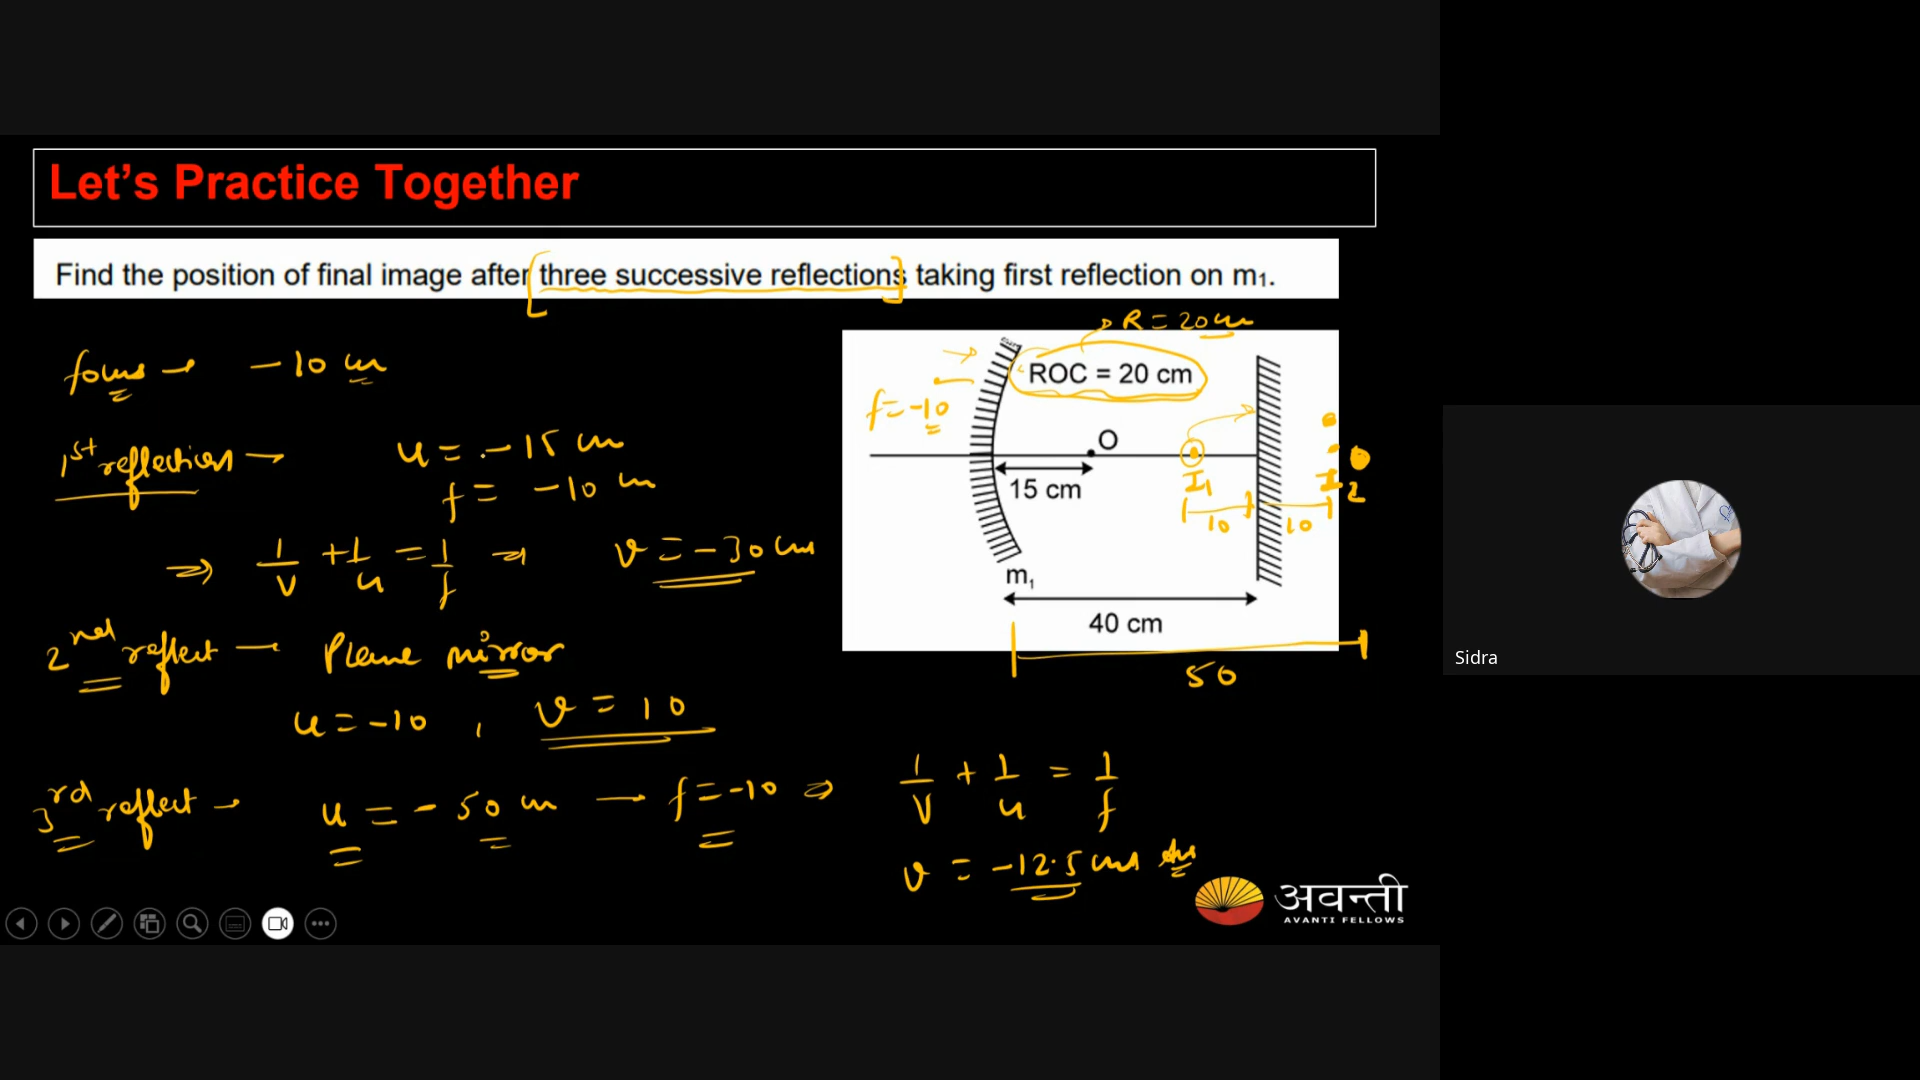 Let's Practice Together
Find the position of final image after three successive reflections taking first reflection on m₁.
R = 20 cm
focus → -10 cm
ROC = 20 cm
f = -10
1st reflection → u = -15 cm
f = -10 cm
O
15 cm
I₁
I₂
10
10
⇒ 1/v + 1/u = 1/f ⇒ v = -30 cm
m₁
40 cm
2nd reflect → Plane mirror
50
u = -10 , v = 10
3rd reflect → u = -50 cm → f = -10 ⇒ 1/v + 1/u = 1/f
v = -12.5 cm Ans
अवन्ती
AVANTI FELLOWS
Sidra